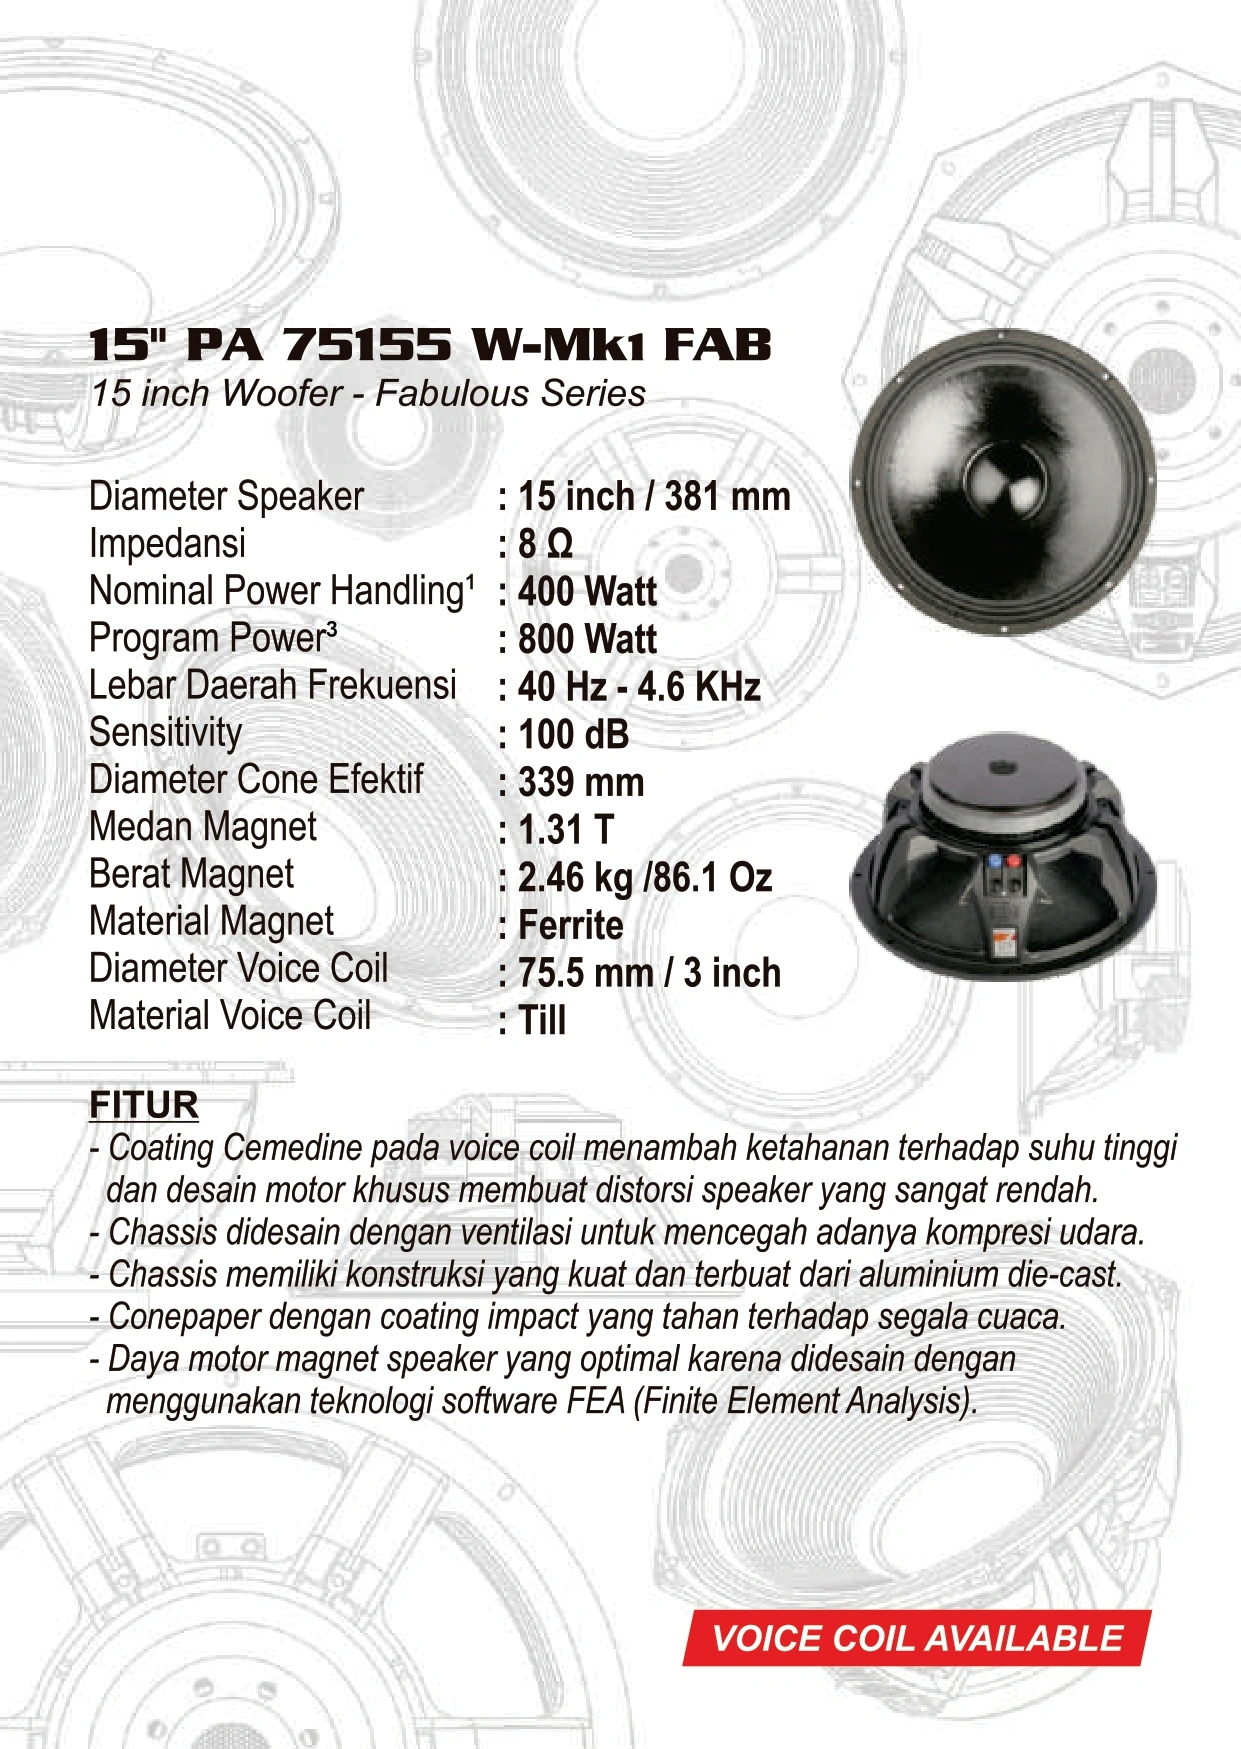 15" PA 75155 W-Mk1 FAB
15 inch Woofer - Fabulous Series
Diameter Speaker : 15 inch / 381 mm
Impedansi : 8 Ω
Nominal Power Handling¹ : 400 Watt
Program Power³ : 800 Watt
Lebar Daerah Frekuensi : 40 Hz - 4.6 KHz
Sensitivity : 100 dB
Diameter Cone Efektif : 339 mm
Medan Magnet : 1.31 T
Berat Magnet : 2.46 kg /86.1 Oz
Material Magnet : Ferrite
Diameter Voice Coil : 75.5 mm / 3 inch
Material Voice Coil : Till
FITUR
- Coating Cemedine pada voice coil menambah ketahanan terhadap suhu tinggi
dan desain motor khusus membuat distorsi speaker yang sangat rendah.
- Chassis didesain dengan ventilasi untuk mencegah adanya kompresi udara.
- Chassis memiliki konstruksi yang kuat dan terbuat dari aluminium die-cast.
- Conepaper dengan coating impact yang tahan terhadap segala cuaca.
- Daya motor magnet speaker yang optimal karena didesain dengan
menggunakan teknologi software FEA (Finite Element Analysis).
VOICE COIL AVAILABLE